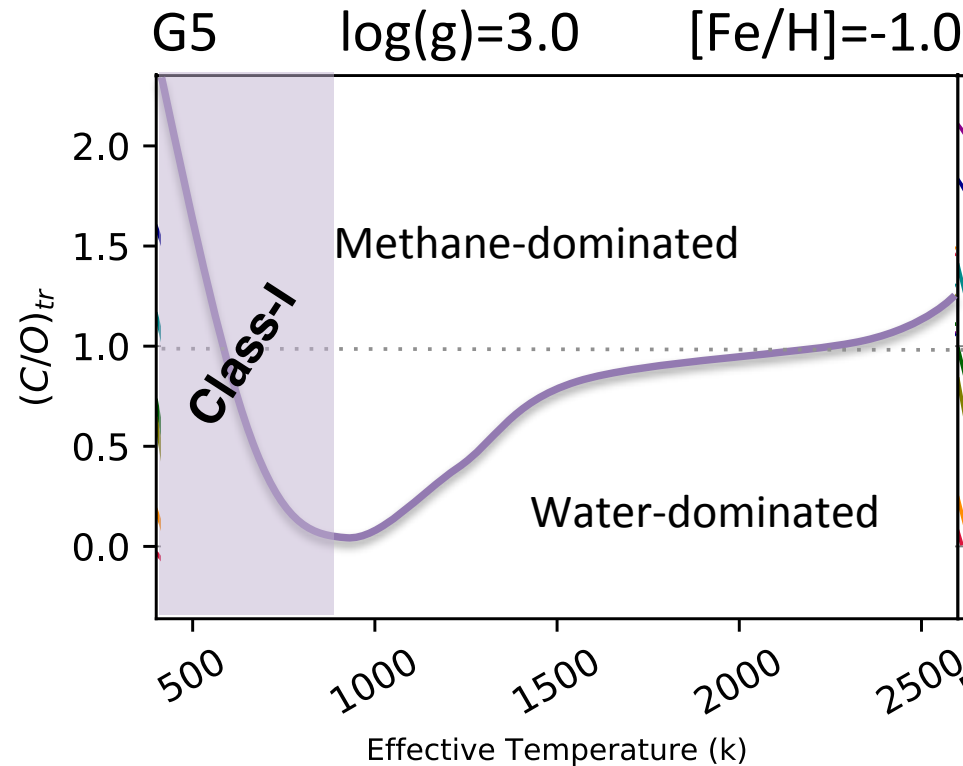 G5 log(g)=3.0 [Fe/H]=-1.0
2.0
1.5
1.0
0.5
0.0
(C/O)tr
Methane-dominated
Class-I
Water-dominated
500 1000 1500 2000 2500
Effective Temperature (k)